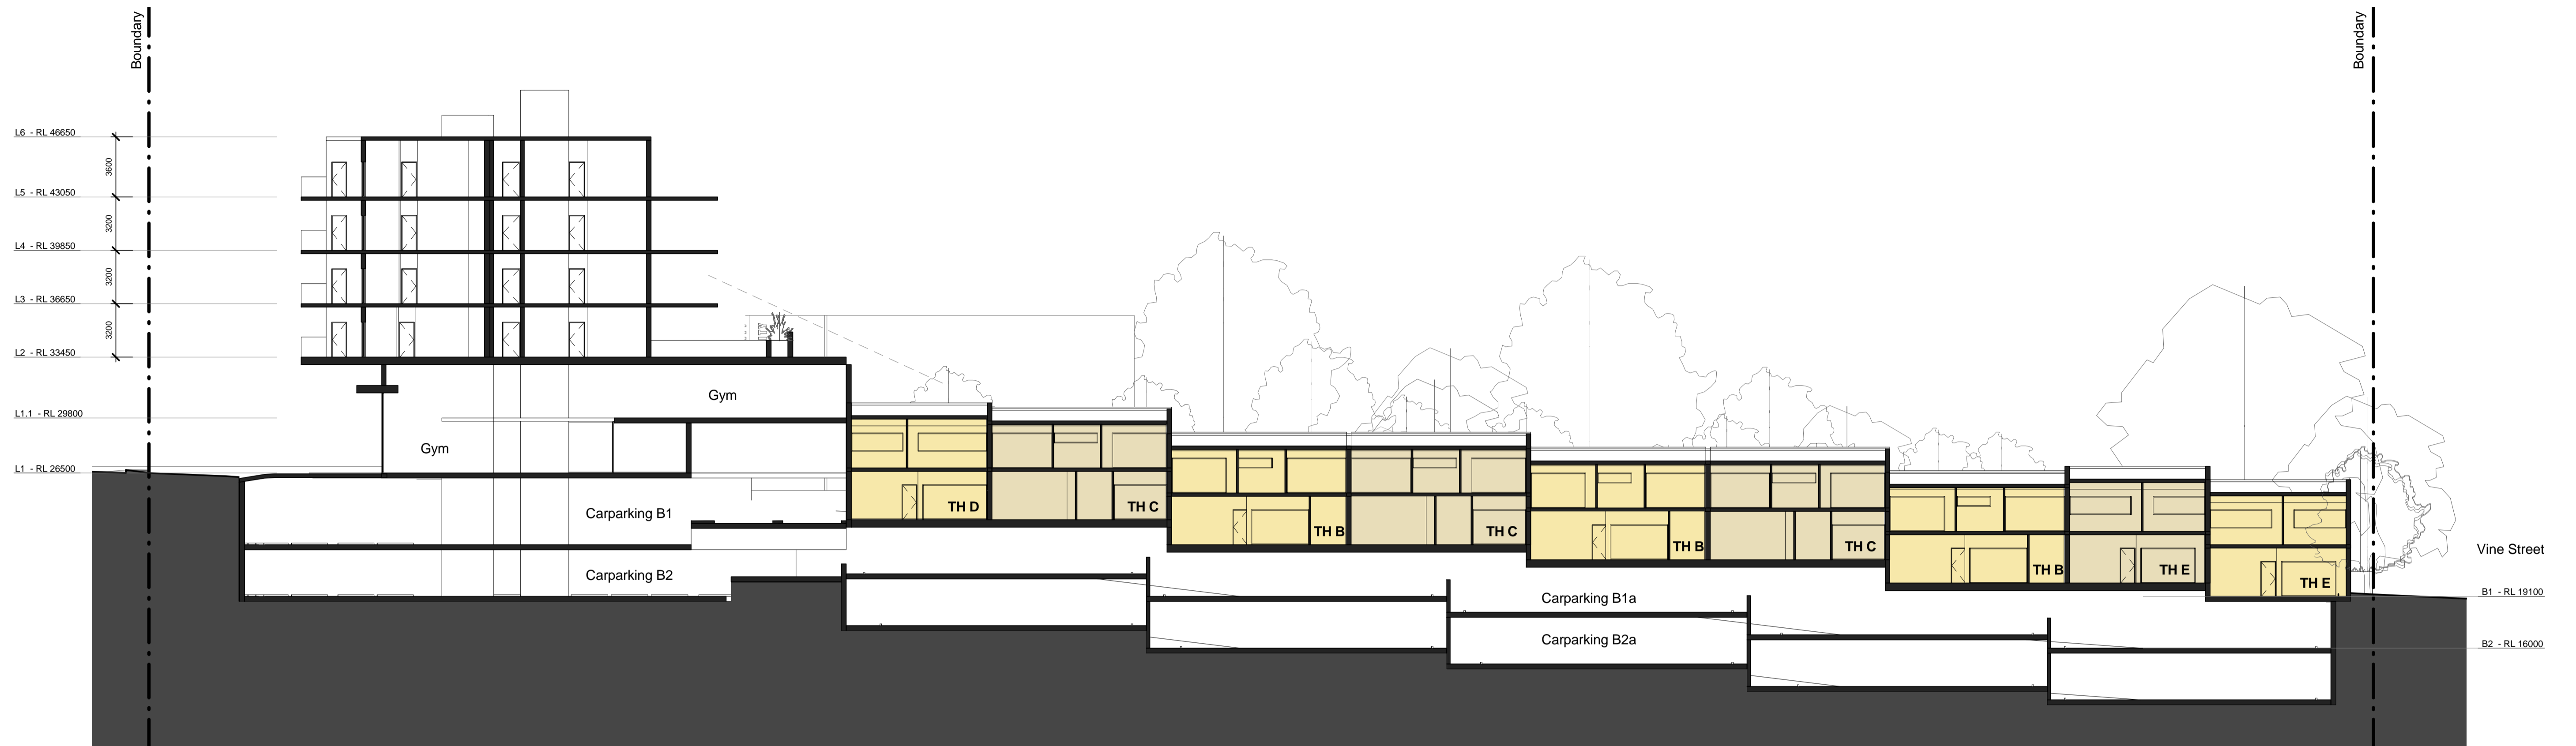 Boundary
Boundary
L6 - RL 46650
3600
L5 - RL 43050
3200
L4 - RL 39850
3200
L3 - RL 36650
3200
L2 - RL 33450
Gym
L1.1 - RL 29800
Gym
L1 - RL 26500
TH D
TH C
Carparking B1
TH B
TH C
TH B
TH C
Vine Street
TH B
TH E
Carparking B2
TH E
B1 - RL 19100
Carparking B1a
Carparking B2a
B2 - RL 16000